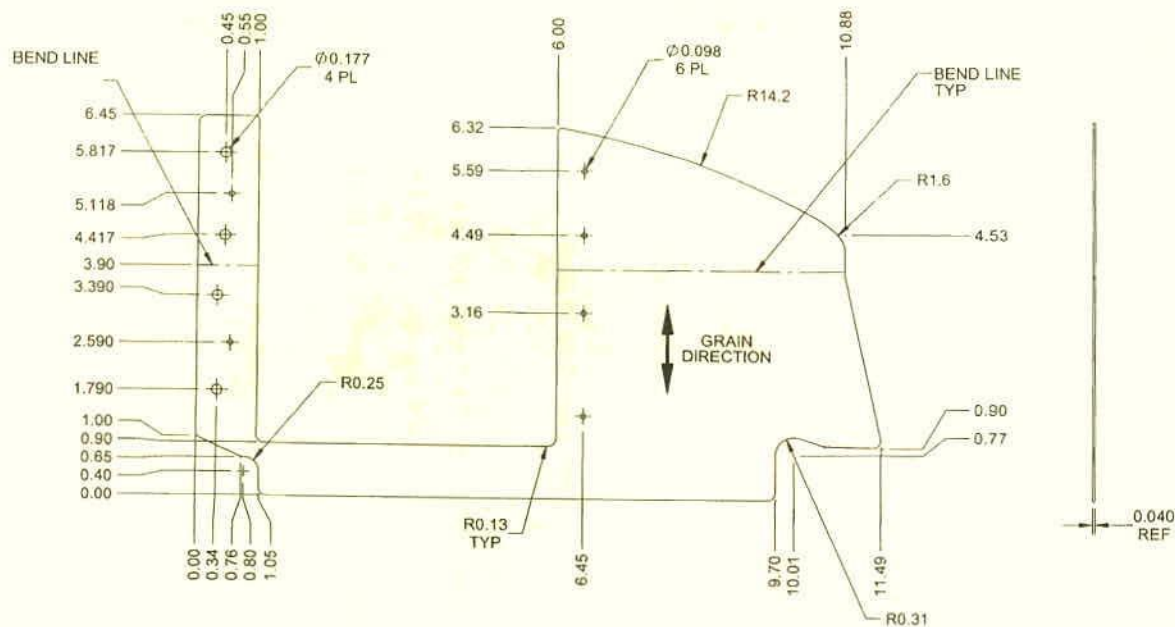 0.45
0.55
1.00
6.00
10.88
BEND LINE
Ø0.177
4 PL
Ø0.098
6 PL
BEND LINE
TYP
R14.2
6.45
6.32
5.817
5.59
R1.6
5.118
4.417
4.49
4.53
3.90
3.390
3.16
GRAIN
DIRECTION
2.590
1.790
R0.25
1.00
0.90
0.90
0.77
0.65
0.40
0.00
R0.13
TYP
0.040
REF
0.00
0.34
0.76
0.80
1.05
6.45
9.70
10.01
11.49
R0.31